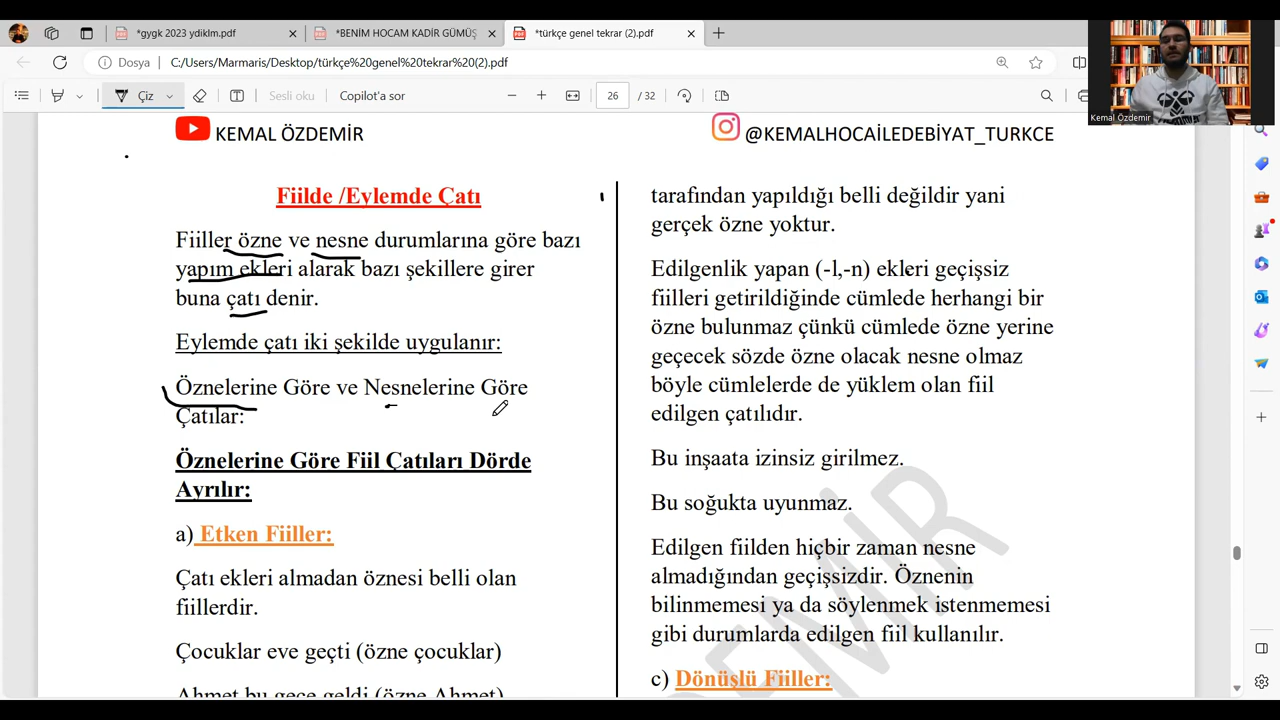 *gygk 2023 ydiklm.pdf
*BENİM HOCAM KADİR GÜMÜŞ
*türkçe genel tekrar (2).pdf
Dosya
C:/Users/Marmaris/Desktop/türkçe%20genel%20tekrar%20(2).pdf
Çiz
Sesli oku
Copilot'a sor
26 / 32
Kemal Özdemir
KEMAL ÖZDEMİR
@KEMALHOCAİLEDEBİYAT_TURKCE
Fiilde /Eylemde Çatı
Fiiller özne ve nesne durumlarına göre bazı
yapım ekleri alarak bazı şekillere girer
buna çatı denir.
Eylemde çatı iki şekilde uygulanır:
Öznelerine Göre ve Nesnelerine Göre
Çatılar:
Öznelerine Göre Fiil Çatıları Dörde
Ayrılır:
a) Etken Fiiller:
Çatı ekleri almadan öznesi belli olan
fiillerdir.
Çocuklar eve geçti (özne çocuklar)
Ahmet bu gece geldi (özne Ahmet)
tarafından yapıldığı belli değildir yani
gerçek özne yoktur.
Edilgenlik yapan (-l,-n) ekleri geçişsiz
fiilleri getirildiğinde cümlede herhangi bir
özne bulunmaz çünkü cümlede özne yerine
geçecek sözde özne olacak nesne olmaz
böyle cümlelerde de yüklem olan fiil
edilgen çatılıdır.
Bu inşaata izinsiz girilmez.
Bu soğukta uyunmaz.
Edilgen fiilden hiçbir zaman nesne
almadığından geçişsizdir. Öznenin
bilinmemesi ya da söylenmek istenmemesi
gibi durumlarda edilgen fiil kullanılır.
c) Dönüşlü Fiiller:
DEMİR